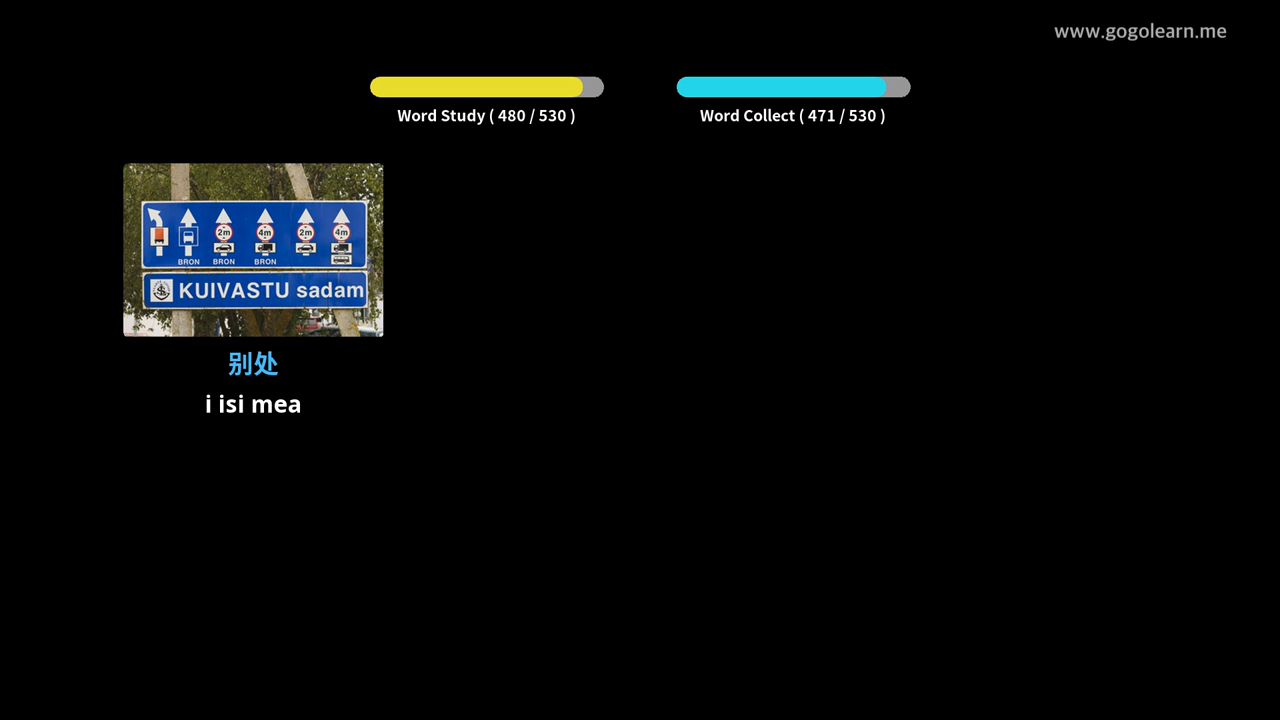 www.gogolearn.me
Word Study ( 480 / 530 )
Word Collect ( 471 / 530 )
2m
4m
2m
4m
BRON
BRON
BRON
KUIVASTU sadam
别处
i isi mea